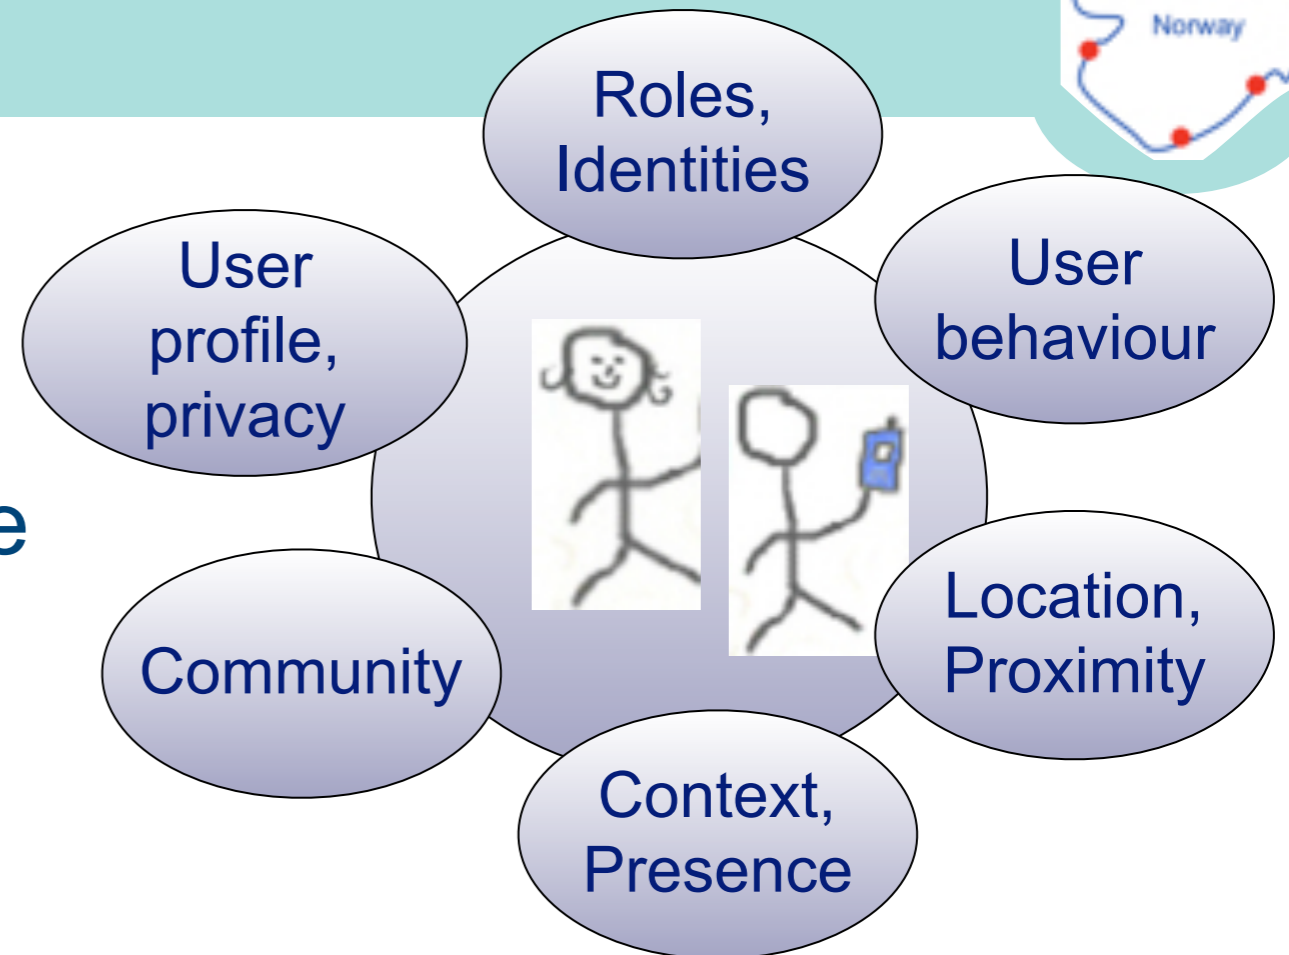 Norway
Roles,
Identities
User
behaviour
User
profile,
privacy
e
Location,
Proximity
Community
Context,
Presence